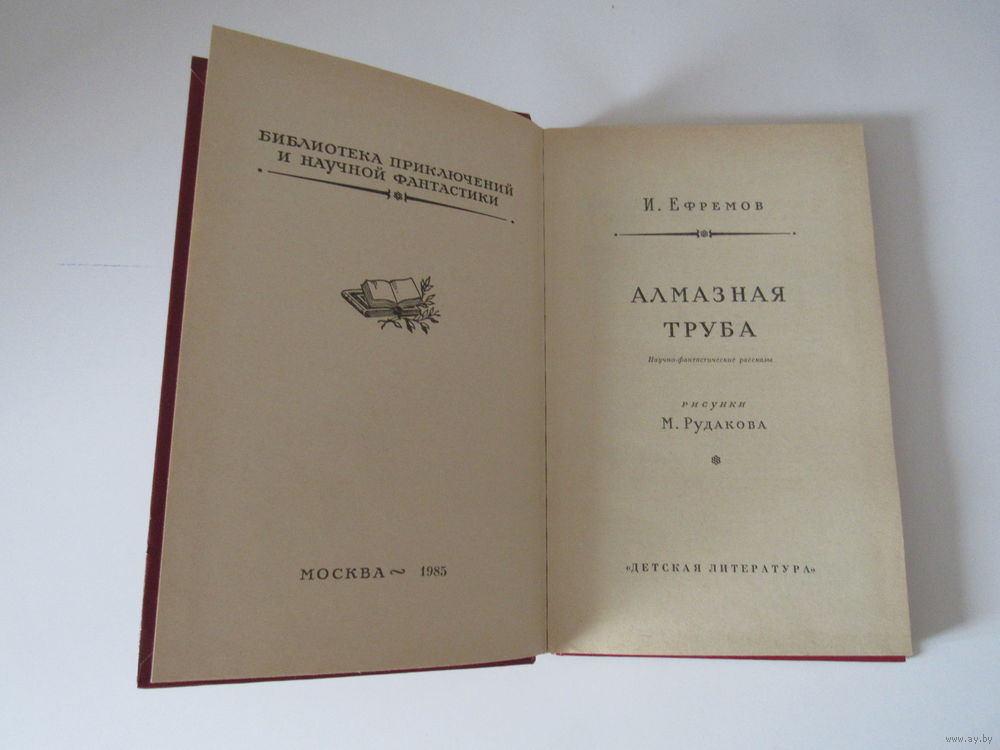 БИБЛИОТЕКА ПРИКЛЮЧЕНИЙ
И НАУЧНОЙ ФАНТАСТИКИ
МОСКВА ~ 1985
И. ЕФРЕМОВ
АЛМАЗНАЯ
ТРУБА
Научно-фантастические рассказы
рисунки
М. РУДАКОВА
«ДЕТСКАЯ ЛИТЕРАТУРА»
www.ay.by